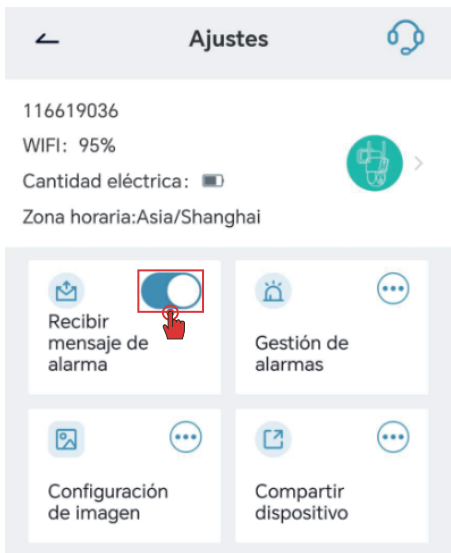 Ajustes
116619036
WIFI: 95%
Cantidad eléctrica:
Zona horaria:Asia/Shanghai
Recibir
mensaje de
alarma
Gestión de
alarmas
Configuración
de imagen
Compartir
dispositivo